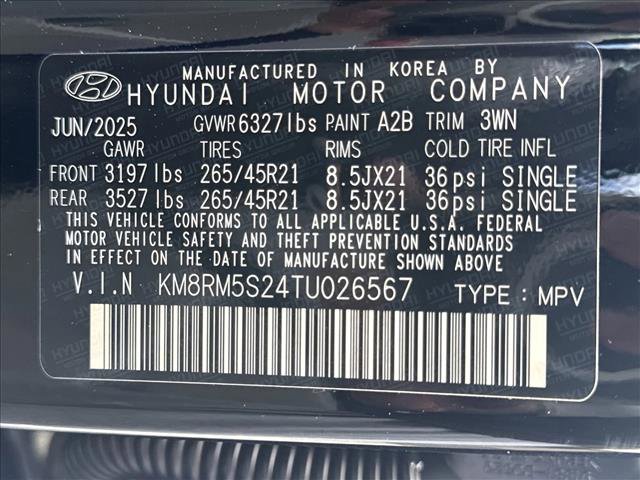 MANUFACTURED IN KOREA BY
HYUNDAI MOTOR COMPANY
JUN/2025 GVWR 6327lbs PAINT A2B TRIM 3WN
GAWR TIRES RIMS COLD TIRE INFL
FRONT 3197 lbs 265/45R21 8.5JX21 36psi SINGLE
REAR 3527 lbs 265/45R21 8.5JX21 36psi SINGLE
THIS VEHICLE CONFORMS TO ALL APPLICABLE U.S.A. FEDERAL
MOTOR VEHICLE SAFETY AND THEFT PREVENTION STANDARDS
IN EFFECT ON THE DATE OF MANUFACTURE SHOWN ABOVE
V.I.N KM8RM5S24TU026567 TYPE : MPV